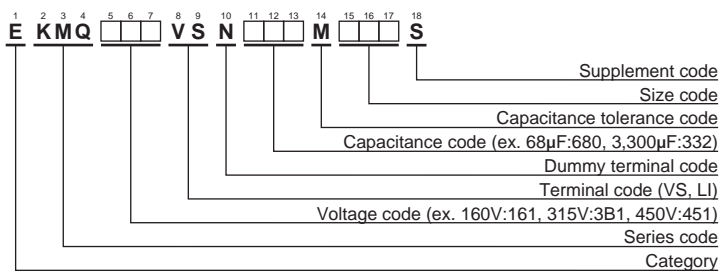 1 2 3 4 5 6 7 8 9 10 11 12 13 14 15 16 17 18
E KMQ □□□ VS N □□□ M □□□ S
Supplement code
Size code
Capacitance tolerance code
Capacitance code (ex. 68µF:680, 3,300µF:332)
Dummy terminal code
Terminal code (VS, LI)
Voltage code (ex. 160V:161, 315V:3B1, 450V:451)
Series code
Category